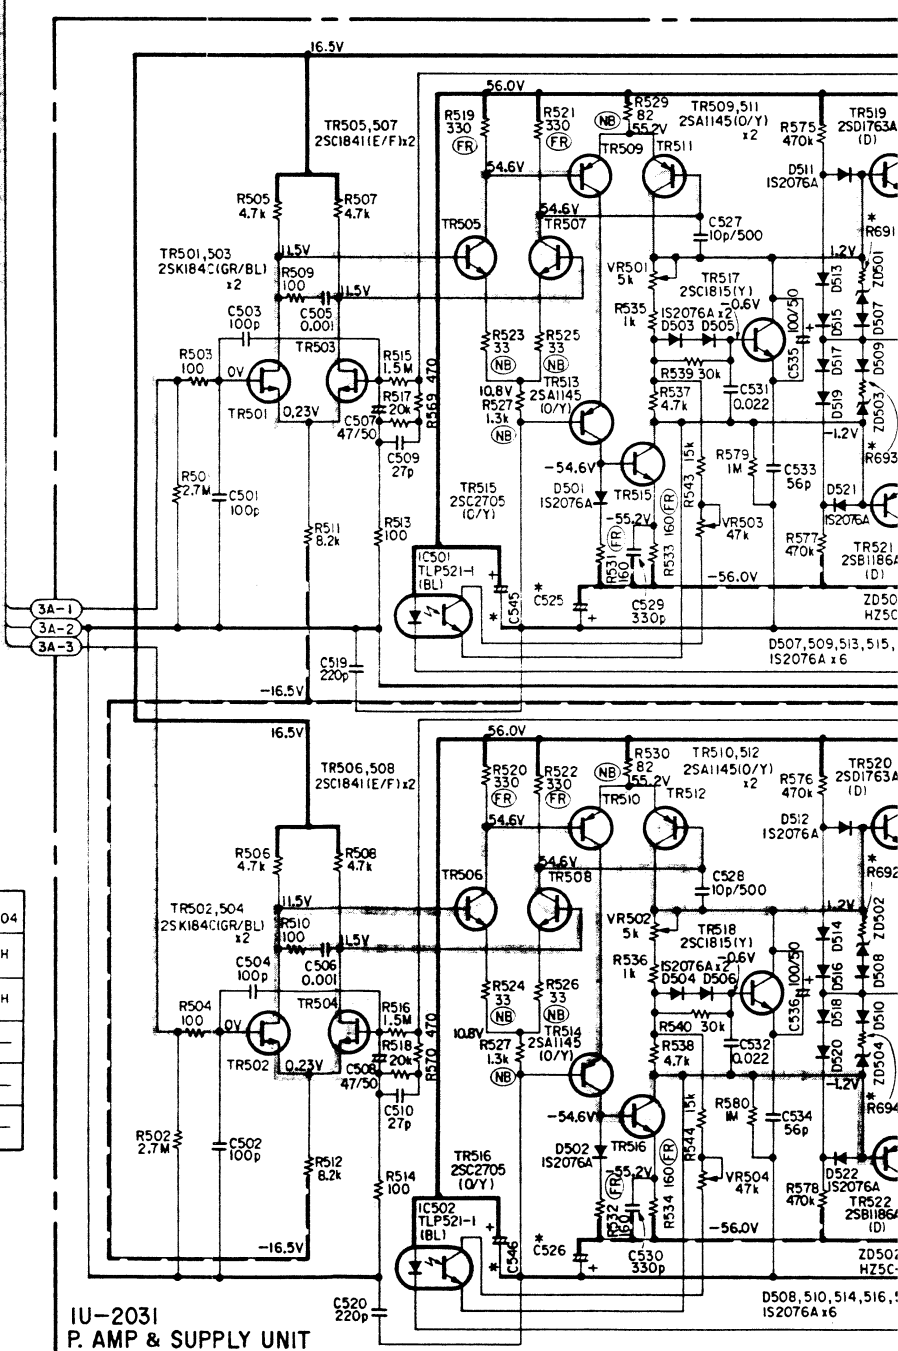 16.5V
56.0V
R519
330
FR
R521
330
FR
R529
82
NB
55.2V
TR509,511
2SA1145(O/Y)
x2
R575
470k
TR519
2SD1763A
(D)
TR505,507
2SC1841(E/F)x2
TR509
TR511
54.6V
D511
1S2076A
R505
4.7k
R507
4.7k
TR505
54.6V
TR507
C527
10p/500
*
R691
TR501,503
2SK184C(GR/BL)
x2
11.5V
R509
100
11.5V
C505
0.001
VR501
5k
TR517
2SC1815(Y)
-0.6V
1.2V
D513
ZD501
C503
100p
R535
1k
1S2076A x2
D503 D505
100/50
+
D515
D507
TR503
R523
33
NB
R525
33
NB
R503
100
0V
R515
1.5M
470
R569
R539 30k
C535
D517
D509
TR513
2SA1145
(O/Y)
10.8V
R527
1.3k
NB
R517
20k
R537
4.7k
C531
0.022
D519
ZD503
TR501
0.23V
C507
47/50
C509
27p
-1.2V
*
R693
R579
1M
15k
R543
C533
56p
-54.6V
TR515
D501
1S2076A
R501
2.7M
C501
100p
TR515
2SC2705
(O/Y)
D521
1S2076A
R511
8.2k
R513
100
-55.2V
FR
160
R533
FR
R531
160
VR503
47k
R577
470k
TR521
2SB1186A
(D)
IC501
TLP521-1
(BL)
+
C545
*
*
C525
+
C529
330p
-56.0V
ZD50
HZ5C
3A-1
3A-2
3A-3
D507,509,513,515,
1S2076A x 6
C519
220p
-16.5V
16.5V
56.0V
R520
330
FR
R522
330
FR
R530
82
NB
55.2V
TR510,512
2SA1145(O/Y)
x2
R576
470k
TR520
2SD1763A
(D)
TR506,508
2SC1841(E/F)x2
TR510
TR512
54.6V
D512
1S2076A
R506
4.7k
R508
4.7k
TR506
54.6V
TR508
C528
10p/500
*
R692
04
H
H
TR502,504
2SK184C(GR/BL)
x2
11.5V
R510
100
11.5V
C506
0.001
VR502
5k
TR518
2SC1815(Y)
-0.6V
1.2V
D514
ZD502
C504
100p
R536
1k
1S2076A x2
D504 D506
100/50
+
D516
D508
R524
33
NB
R526
33
NB
TR504
R504
100
0V
R516
1.5M
470
R570
TR514
2SA1145
(O/Y)
10.8V
R527
1.3k
NB
R540 30k
C536
D518
D510
R518
20k
R538
4.7k
C532
0.022
D520
ZD504
TR502
0.23V
C508
47/50
C510
27p
-1.2V
*
R694
R580
1M
15k
R544
C534
56p
-54.6V
TR516
R502
2.7M
C502
100p
D502
1S2076A
TR516
2SC2705
(O/Y)
D522
1S2076A
R512
8.2k
R514
100
-55.2V
FR
160
R534
FR
R532
160
VR504
47k
R578
470k
TR522
2SB1186A
(D)
IC502
TLP521-1
(BL)
+
C546
*
*
C526
+
C530
330p
-56.0V
ZD502
HZ5C-
-16.5V
C520
220p
D508,510,514,516,5
1S2076A x6
1U-2031
P. AMP & SUPPLY UNIT